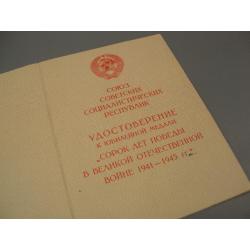 СОЮЗ
СОВЕТСКИХ
СОЦИАЛИСТИЧЕСКИХ
РЕСПУБЛИК
УДОСТОВЕРЕНИЕ
К ЮБИЛЕЙНОЙ МЕДАЛИ
„СОРОК ЛЕТ ПОБЕДЫ
В ВЕЛИКОЙ ОТЕЧЕСТВЕННОЙ
ВОЙНЕ 1941—1945 гг."